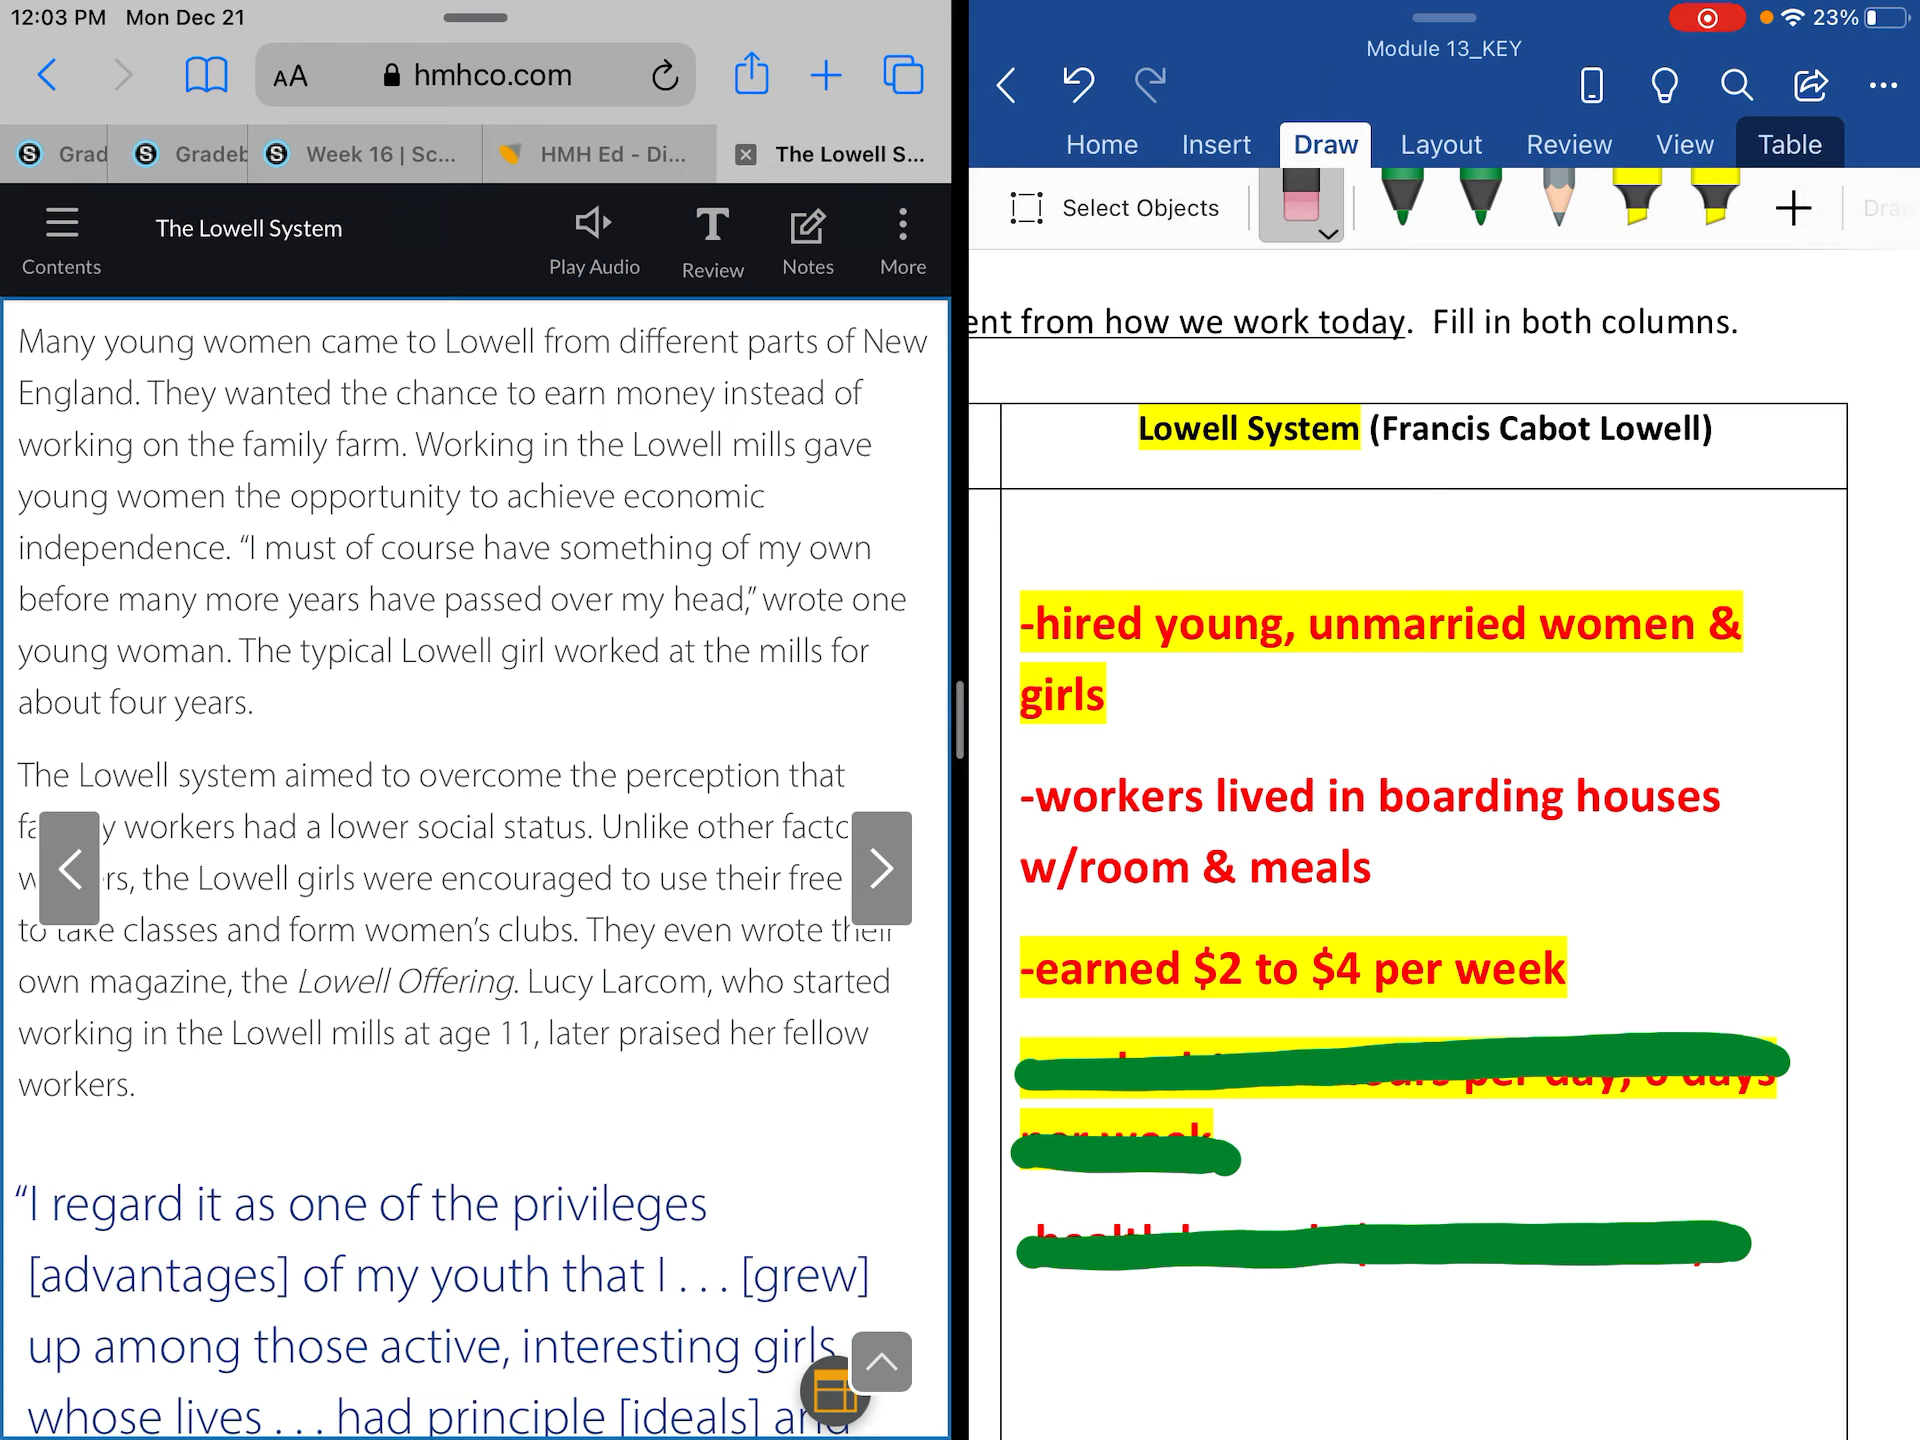 12:03 PM Mon Dec 21
AA hmhco.com
Grad
Gradeb
Week 16 | Sc...
HMH Ed - Di...
The Lowell S...
Contents
The Lowell System
Play Audio
Review
Notes
More
Many young women came to Lowell from different parts of New
England. They wanted the chance to earn money instead of
working on the family farm. Working in the Lowell mills gave
young women the opportunity to achieve economic
independence. “I must of course have something of my own
before many more years have passed over my head,” wrote one
young woman. The typical Lowell girl worked at the mills for
about four years.
The Lowell system aimed to overcome the perception that
fa y workers had a lower social status. Unlike other facto
w rs, the Lowell girls were encouraged to use their free
to take classes and form women’s clubs. They even wrote their
own magazine, the Lowell Offering. Lucy Larcom, who started
working in the Lowell mills at age 11, later praised her fellow
workers.
“I regard it as one of the privileges
[advantages] of my youth that I . . . [grew]
up among those active, interesting girls
whose lives . . . had principle [ideals] and
23%
Module 13_KEY
Home Insert Draw Layout Review View Table
Select Objects
Draw
ent from how we work today. Fill in both columns.
Lowell System (Francis Cabot Lowell)
-hired young, unmarried women &
girls
-workers lived in boarding houses
w/room & meals
-earned $2 to $4 per week
hours per day, 6 days
per week